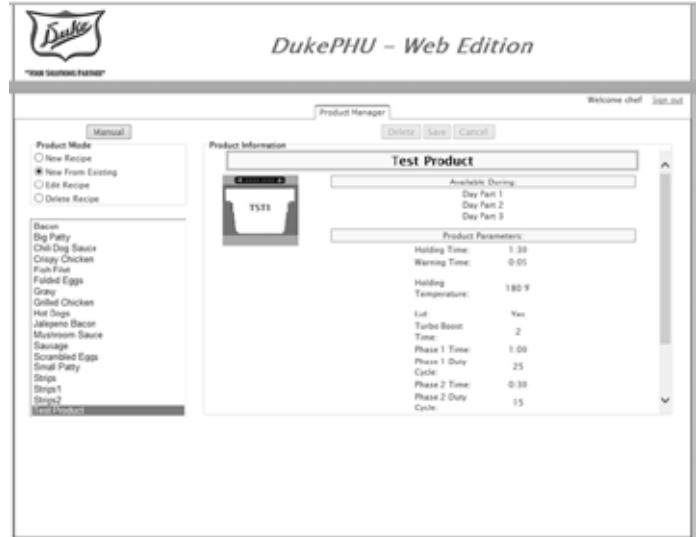 Duke
"YOUR SOLUTIONS PARTNER"
DukePHU – Web Edition
Welcome chef Sign out
Product Manager
Manual
Delete Save Cancel
Product Mode
New Recipe
New From Existing
Edit Recipe
Delete Recipe
Bacon
Big Patty
Chili Dog Sauce
Crispy Chicken
Fish Filet
Folded Eggs
Gravy
Grilled Chicken
Hot Dogs
Jalepeno Bacon
Mushroom Sauce
Sausage
Scrambled Eggs
Small Patty
Strips
Strips1
Strips2
Test Product
Product Information
Test Product
TST1
Available During:
Day Part 1
Day Part 2
Day Part 3
Product Parameters:
Holding Time: 1:30
Warning Time: 0:05
Holding
Temperature: 180 F
Lid: Yes
Turbo Boost
Time: 2
Phase 1 Time: 1:00
Phase 1 Duty
Cycle: 25
Phase 2 Time: 0:30
Phase 2 Duty
Cycle: 15